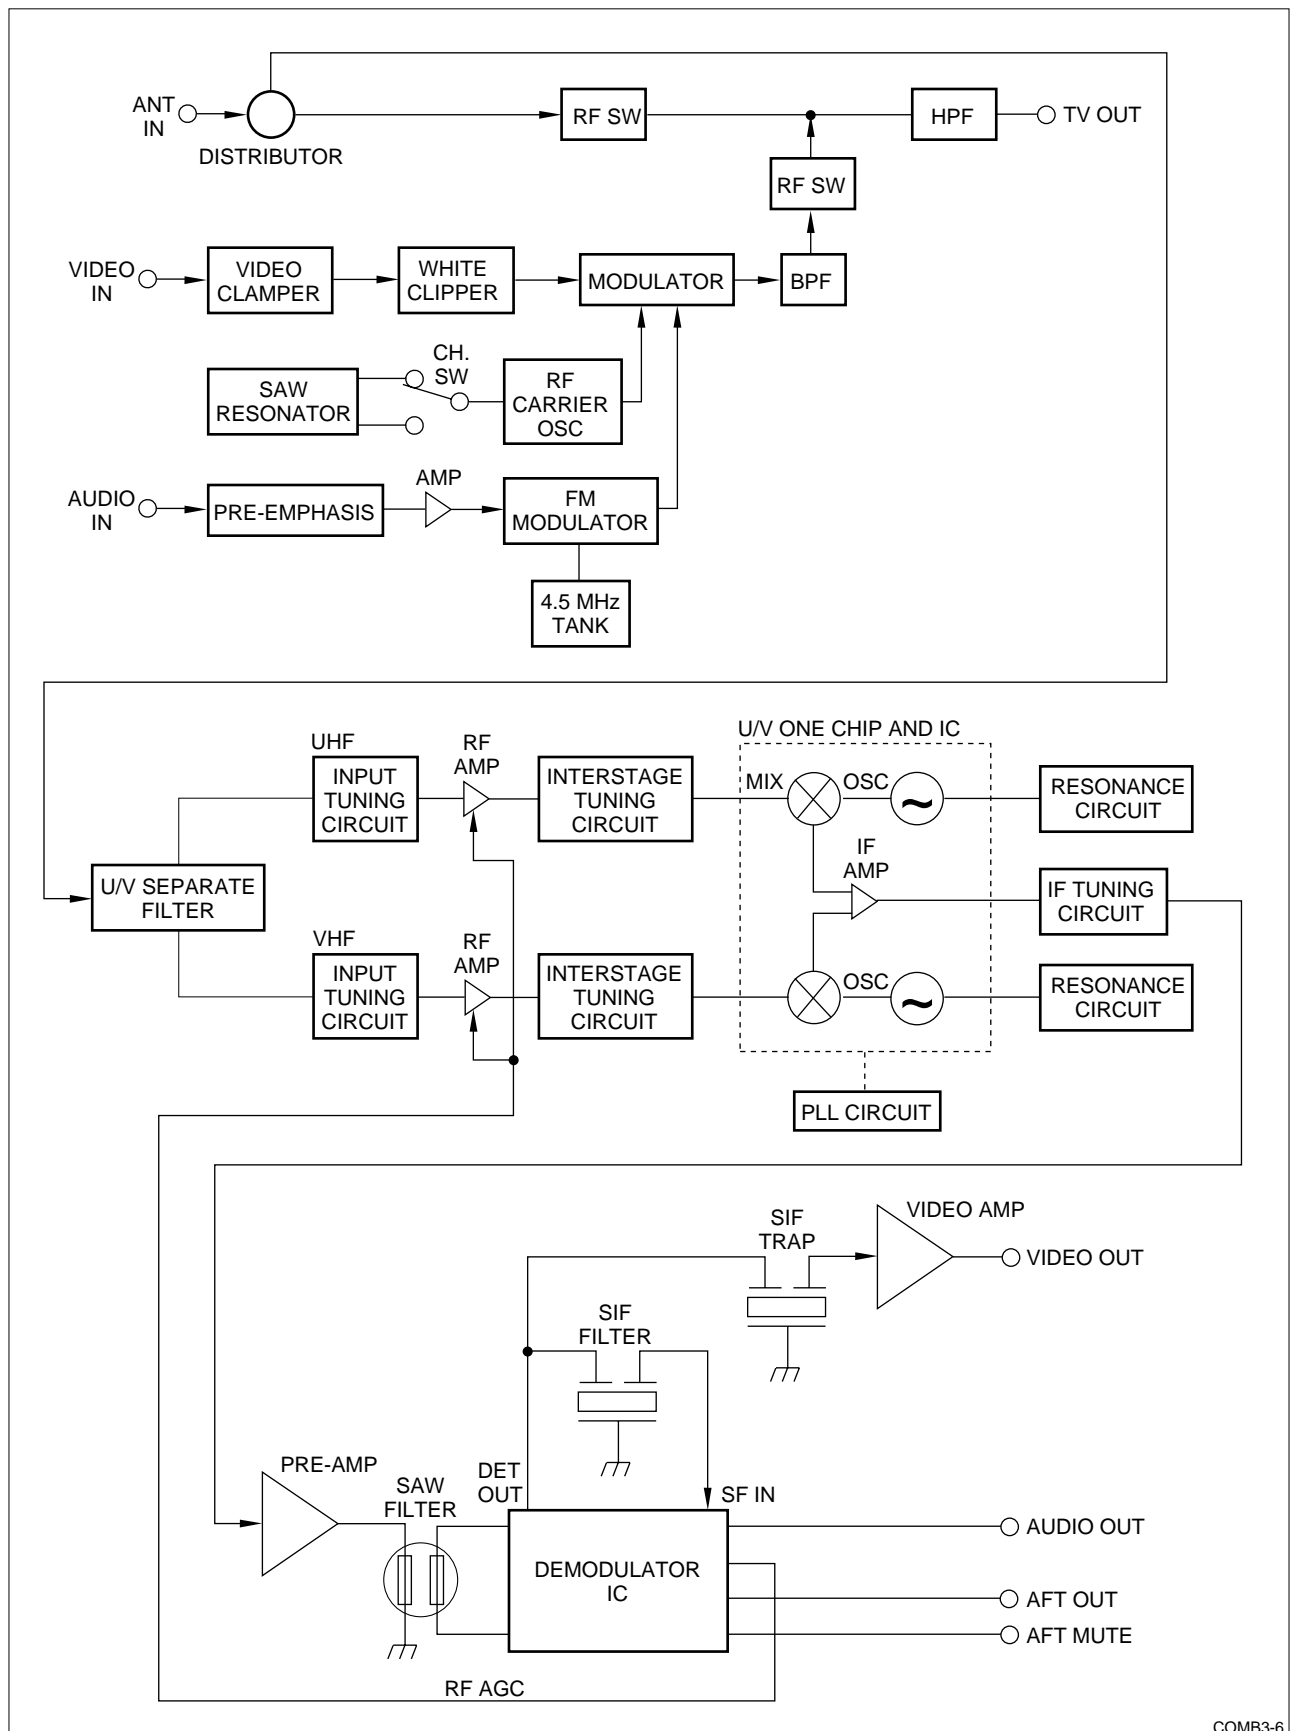 ANT
IN
DISTRIBUTOR
RF SW
HPF
TV OUT
RF SW
VIDEO
IN
VIDEO
CLAMPER
WHITE
CLIPPER
MODULATOR
BPF
SAW
RESONATOR
CH.
SW
RF
CARRIER
OSC
AUDIO
IN
PRE-EMPHASIS
AMP
FM
MODULATOR
4.5 MHz
TANK
U/V SEPARATE
FILTER
UHF
INPUT
TUNING
CIRCUIT
RF
AMP
INTERSTAGE
TUNING
CIRCUIT
U/V ONE CHIP AND IC
MIX
OSC
~
RESONANCE
CIRCUIT
IF
AMP
IF TUNING
CIRCUIT
VHF
INPUT
TUNING
CIRCUIT
RF
AMP
INTERSTAGE
TUNING
CIRCUIT
OSC
~
RESONANCE
CIRCUIT
PLL CIRCUIT
SIF
TRAP
VIDEO AMP
VIDEO OUT
SIF
FILTER
PRE-AMP
SAW
FILTER
DET
OUT
SF IN
DEMODULATOR
IC
AUDIO OUT
AFT OUT
AFT MUTE
RF AGC
COMB3-6